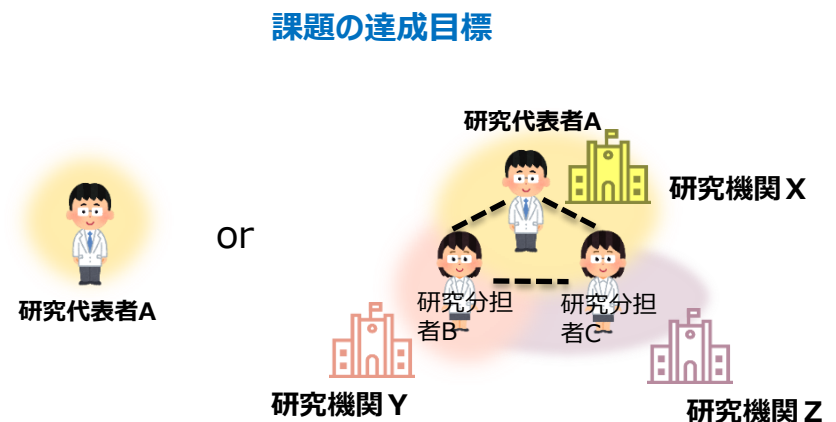 課題の達成目標
研究代表者A
研究機関X
or
研究代表者A
研究分担
者B
研究分担
者C
研究機関Y
研究機関Z